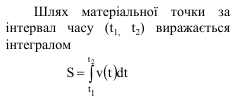 Шлях матеріальної точки за
інтервал часу (t₁, t₂) виражається
інтегралом
S = ∫_{t₁}^{t₂} v(t)dt